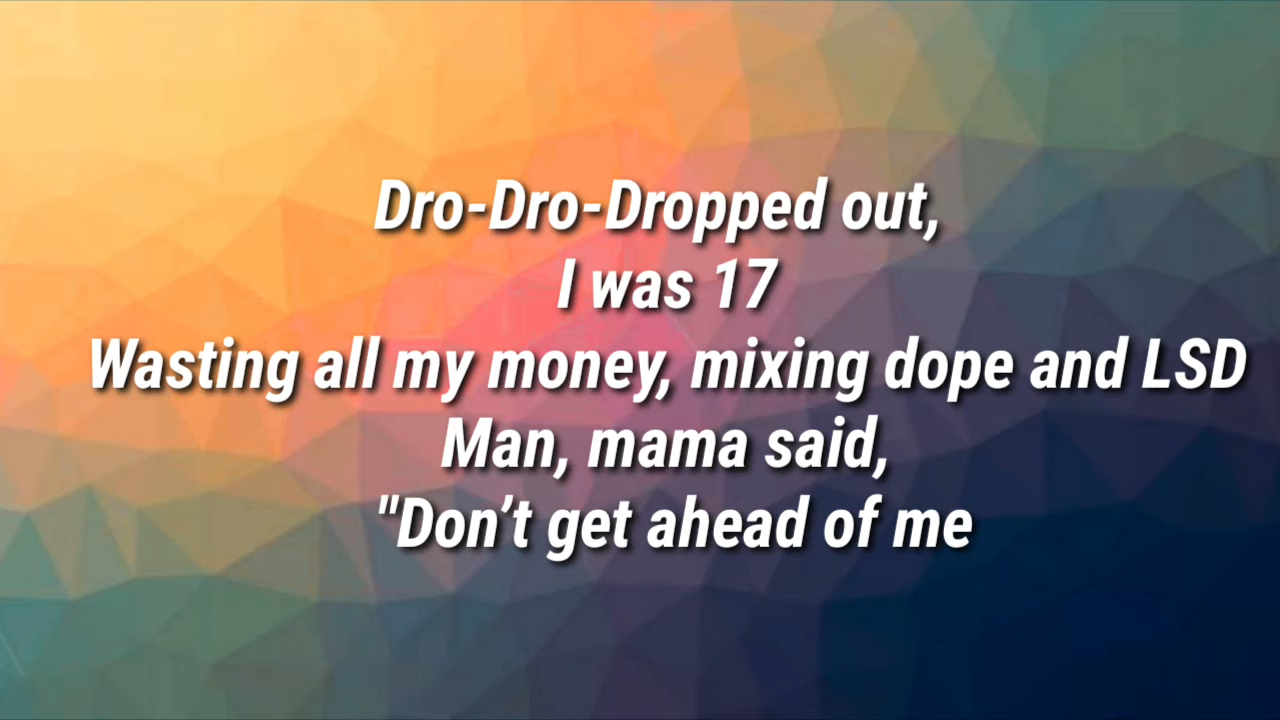 Dro-Dro-Dropped out,
I was 17
Wasting all my money, mixing dope and LSD
Man, mama said,
"Don’t get ahead of me